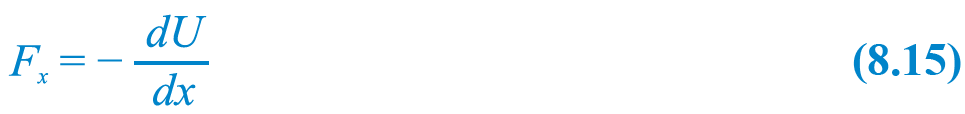 F_x = − dU/dx (8.15)